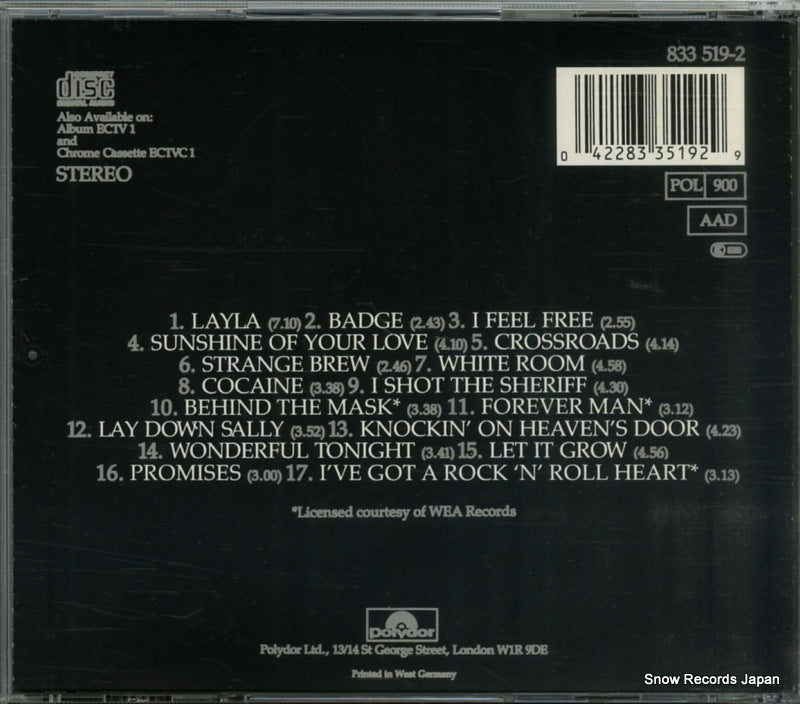 833 519-2
COMPACT
disc
DIGITAL AUDIO
Also Available on:
Album ECTV 1
and
Chrome Cassette ECTVC 1
STEREO
0 42283 35192 9
POL 900
AAD
1. LAYLA (7.10) 2. BADGE (2.43) 3. I FEEL FREE (2.55)
4. SUNSHINE OF YOUR LOVE (4.10) 5. CROSSROADS (4.14)
6. STRANGE BREW (2.46) 7. WHITE ROOM (4.58)
8. COCAINE (3.38) 9. I SHOT THE SHERIFF (4.30)
10. BEHIND THE MASK* (3.38) 11. FOREVER MAN* (3.12)
12. LAY DOWN SALLY (3.52) 13. KNOCKIN' ON HEAVEN'S DOOR (4.23)
14. WONDERFUL TONIGHT (3.41) 15. LET IT GROW (4.56)
16. PROMISES (3.00) 17. I'VE GOT A ROCK 'N' ROLL HEART* (3.13)
*Licensed courtesy of WEA Records
polydor
Polydor Ltd., 13/14 St George Street, London W1R 9DE
Printed in West Germany
Snow Records Japan